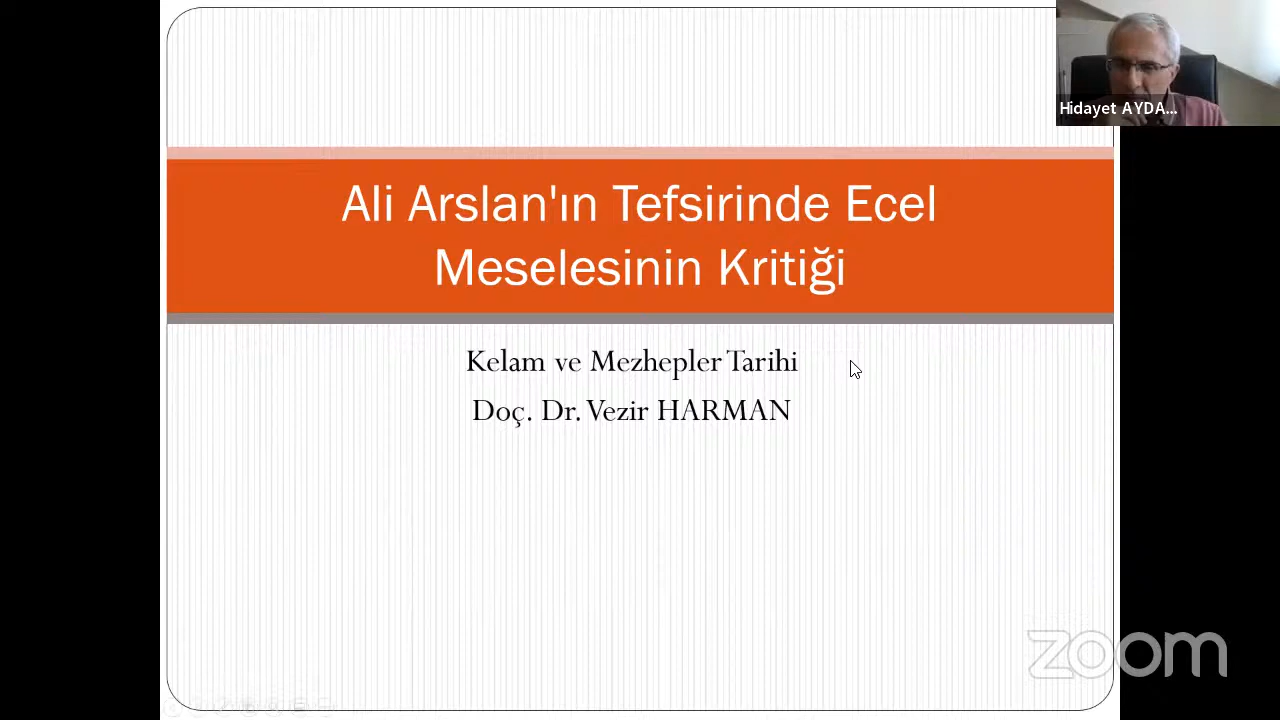 Hidayet AYDA...
Ali Arslan'ın Tefsirinde Ecel
Meselesinin Kritiği
Kelam ve Mezhepler Tarihi
Doç. Dr. Vezir HARMAN
zoom